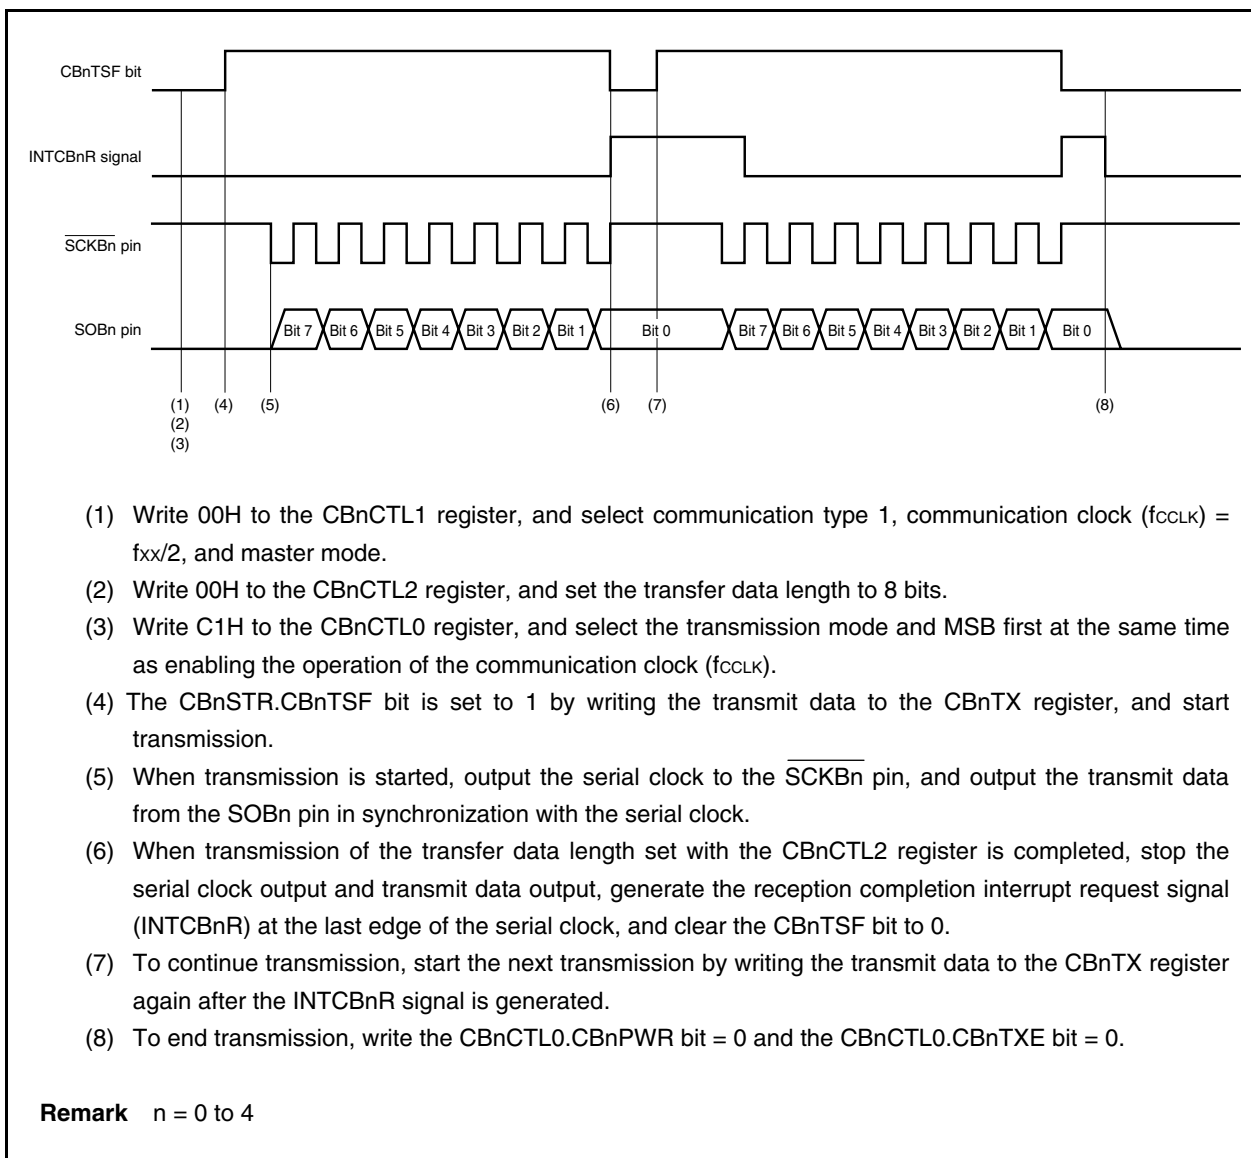 CBnTSF bit
INTCBnR signal
SCKBn pin
SOBn pin
Bit 7 Bit 6 Bit 5 Bit 4 Bit 3 Bit 2 Bit 1 Bit 0 Bit 7 Bit 6 Bit 5 Bit 4 Bit 3 Bit 2 Bit 1 Bit 0
(1) (4) (5) (6) (7) (8)
(2)
(3)
(1) Write 00H to the CBnCTL1 register, and select communication type 1, communication clock (fCCLK) =
fXX/2, and master mode.
(2) Write 00H to the CBnCTL2 register, and set the transfer data length to 8 bits.
(3) Write C1H to the CBnCTL0 register, and select the transmission mode and MSB first at the same time
as enabling the operation of the communication clock (fCCLK).
(4) The CBnSTR.CBnTSF bit is set to 1 by writing the transmit data to the CBnTX register, and start
transmission.
(5) When transmission is started, output the serial clock to the SCKBn pin, and output the transmit data
from the SOBn pin in synchronization with the serial clock.
(6) When transmission of the transfer data length set with the CBnCTL2 register is completed, stop the
serial clock output and transmit data output, generate the reception completion interrupt request signal
(INTCBnR) at the last edge of the serial clock, and clear the CBnTSF bit to 0.
(7) To continue transmission, start the next transmission by writing the transmit data to the CBnTX register
again after the INTCBnR signal is generated.
(8) To end transmission, write the CBnCTL0.CBnPWR bit = 0 and the CBnCTL0.CBnTXE bit = 0.
Remark n = 0 to 4